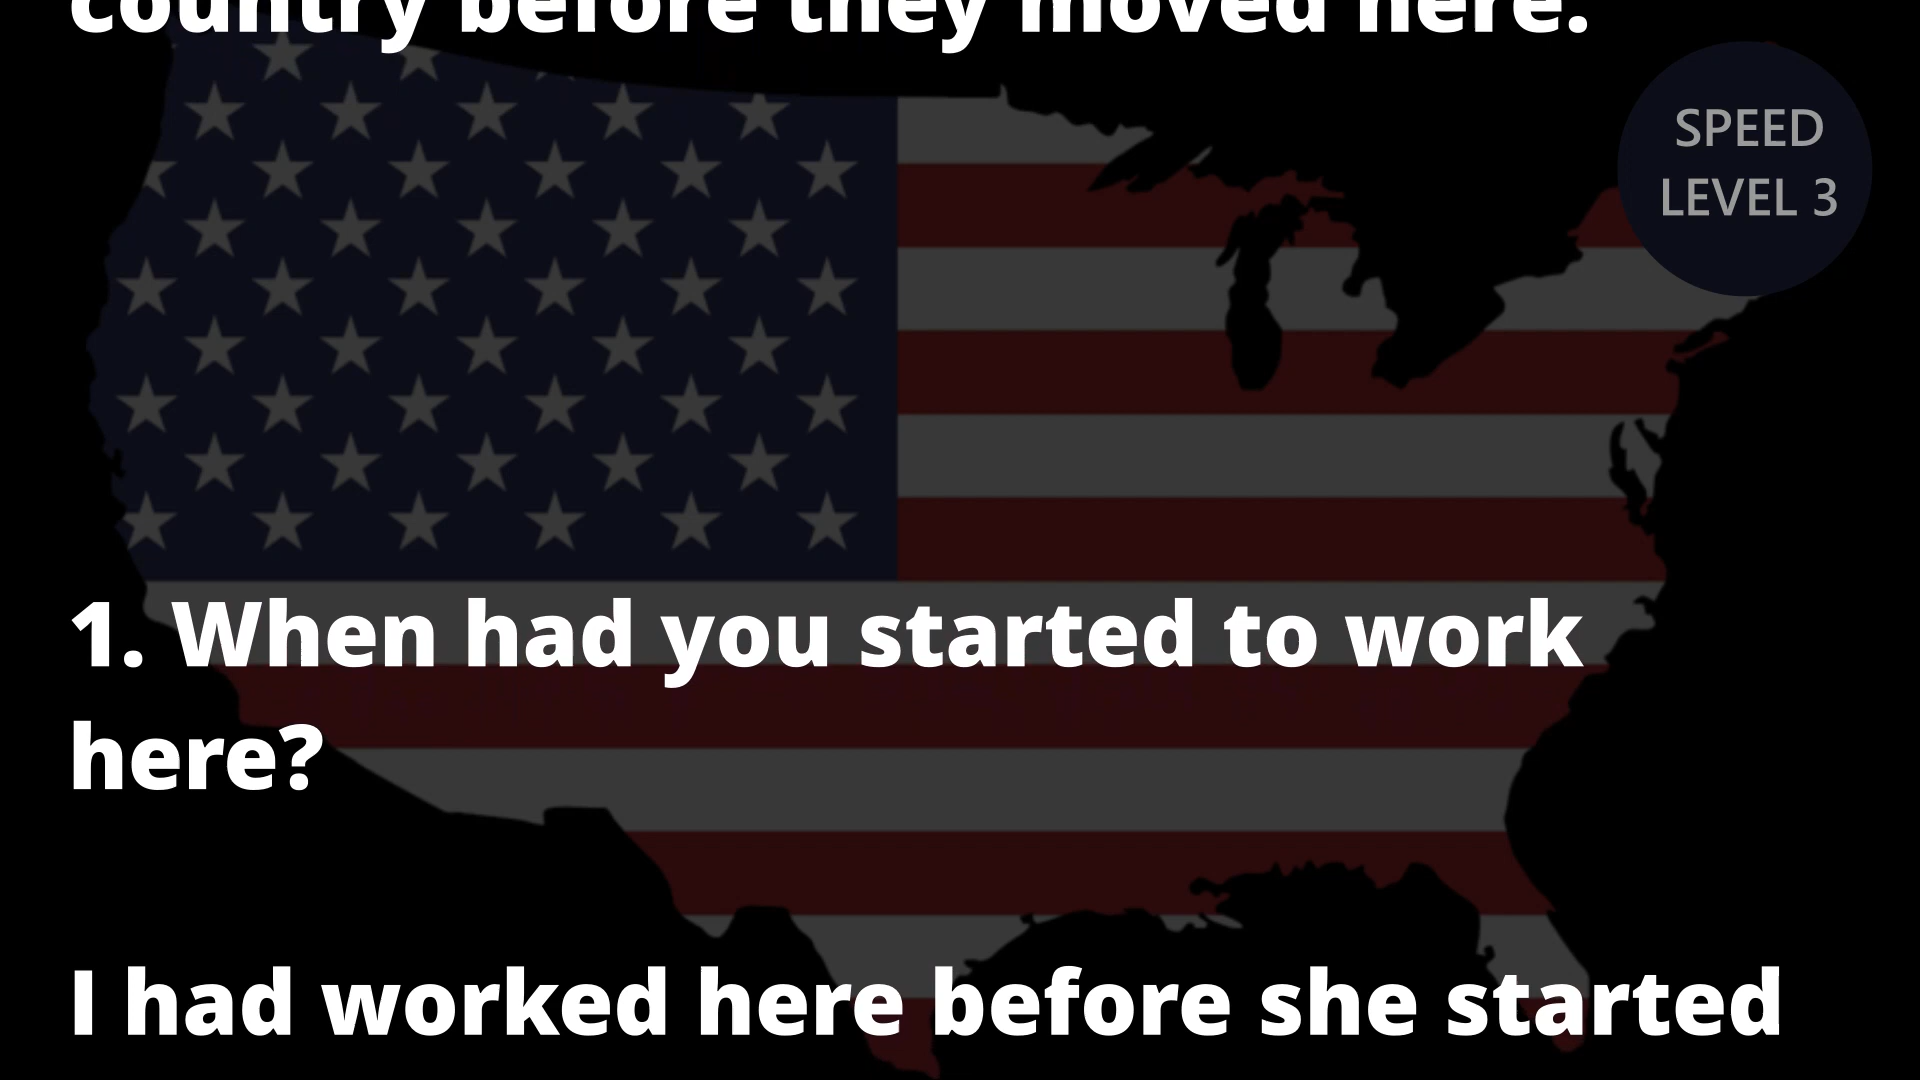 country before they moved here.
SPEED
LEVEL 3
1. When had you started to work
here?
I had worked here before she started